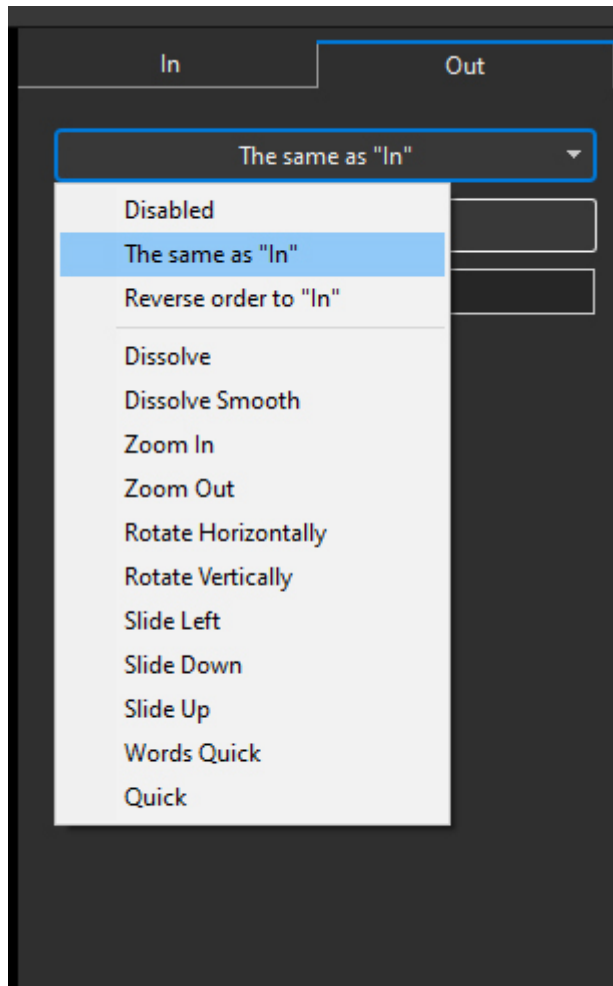 In
Out
The same as "In"
Disabled
The same as "In"
Reverse order to "In"
Dissolve
Dissolve Smooth
Zoom In
Zoom Out
Rotate Horizontally
Rotate Vertically
Slide Left
Slide Down
Slide Up
Words Quick
Quick